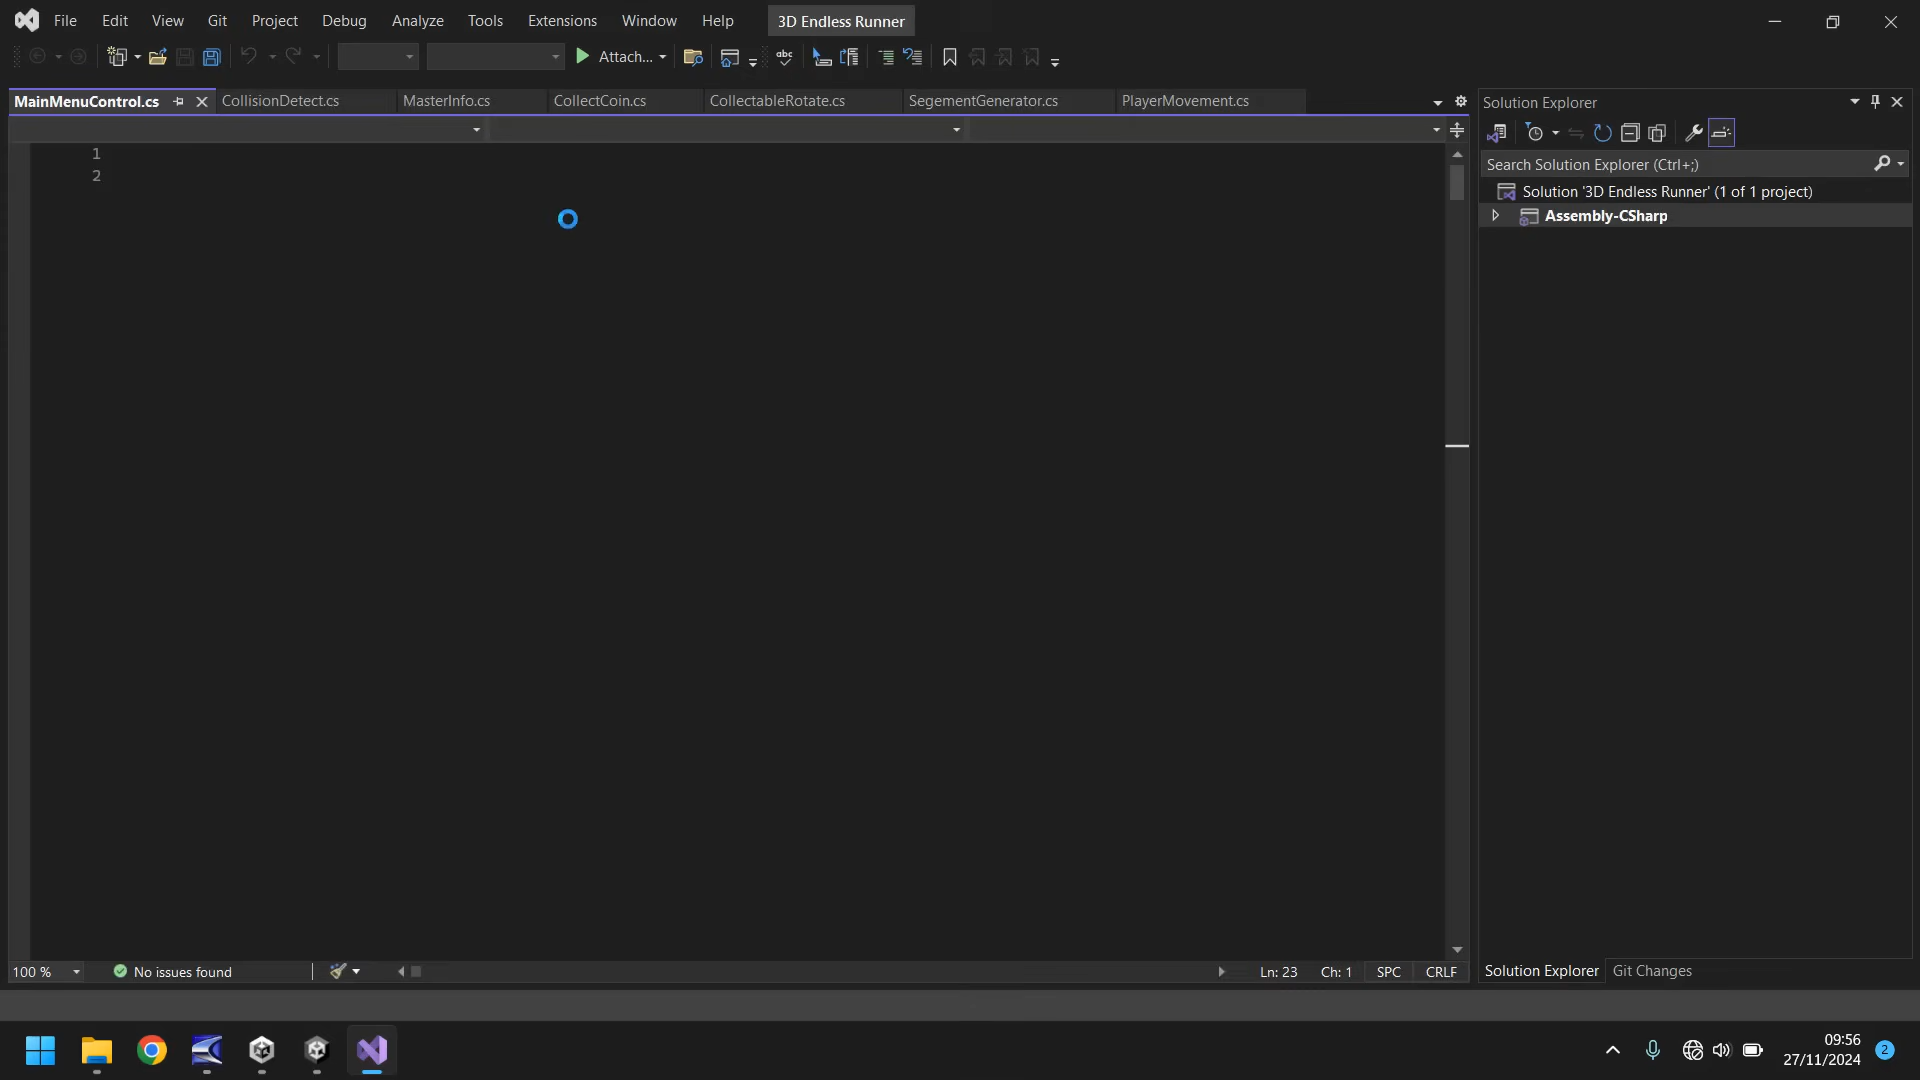 File Edit View Git Project Debug Analyze Tools Extensions Window Help 3D Endless Runner
Attach...
abc
MainMenuControl.cs CollisionDetect.cs MasterInfo.cs CollectCoin.cs CollectableRotate.cs SegementGenerator.cs PlayerMovement.cs
Solution Explorer
Search Solution Explorer (Ctrl+;)
Solution '3D Endless Runner' (1 of 1 project)
Assembly-CSharp
1
2
100 % No issues found Ln: 23 Ch: 1 SPC CRLF
Solution Explorer Git Changes
09:56
27/11/2024
2